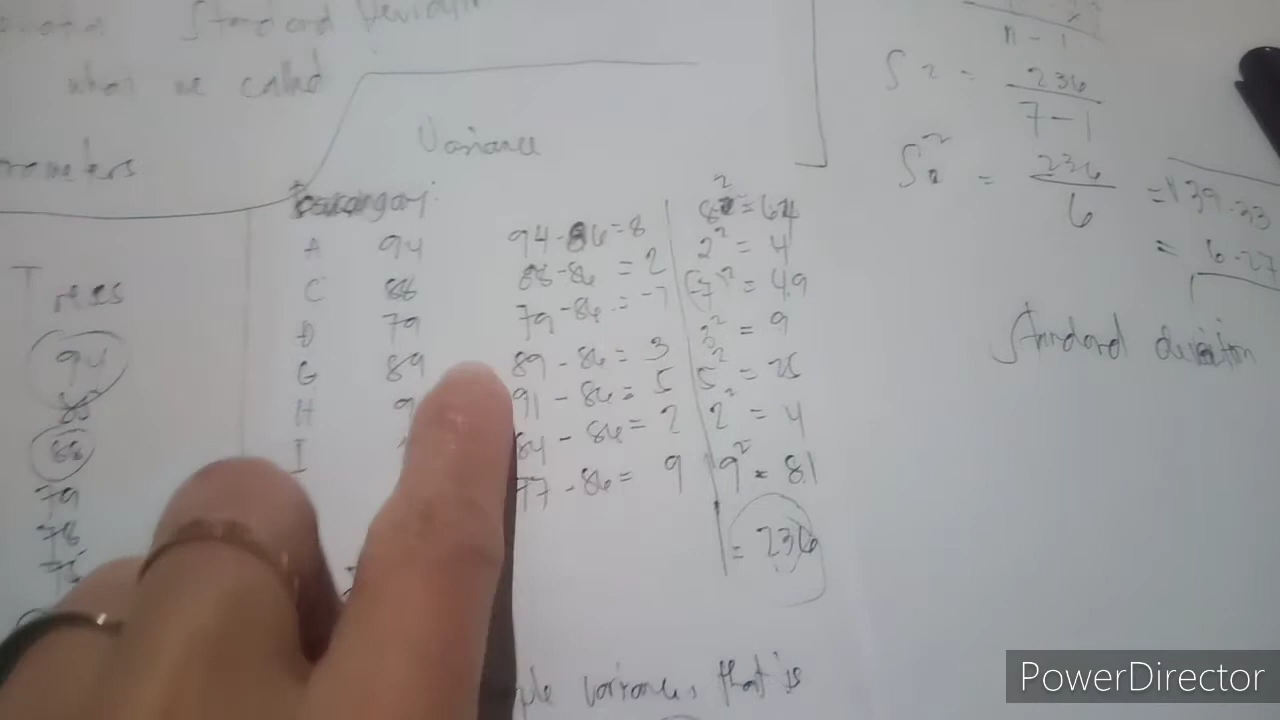 Standard Deviation
when we called
Variance
A 94 94-86=8 8²=64
C 88 88-86 = 2 2² = 4
D 79 79-86 = -7 (-7)² = 49
G 89 89-86 = 3 3² = 9
H 9 91 - 86 = 5 5² = 25
I 84 - 86 = 2 2² = 4
77 - 86 = 9 9² = 81
= 236
94
88
79
78
n - 1
S2 = 236
7-1
S² = 236 = √39.33
6
= 6.27
Standard deviation
variance, that is
PowerDirector